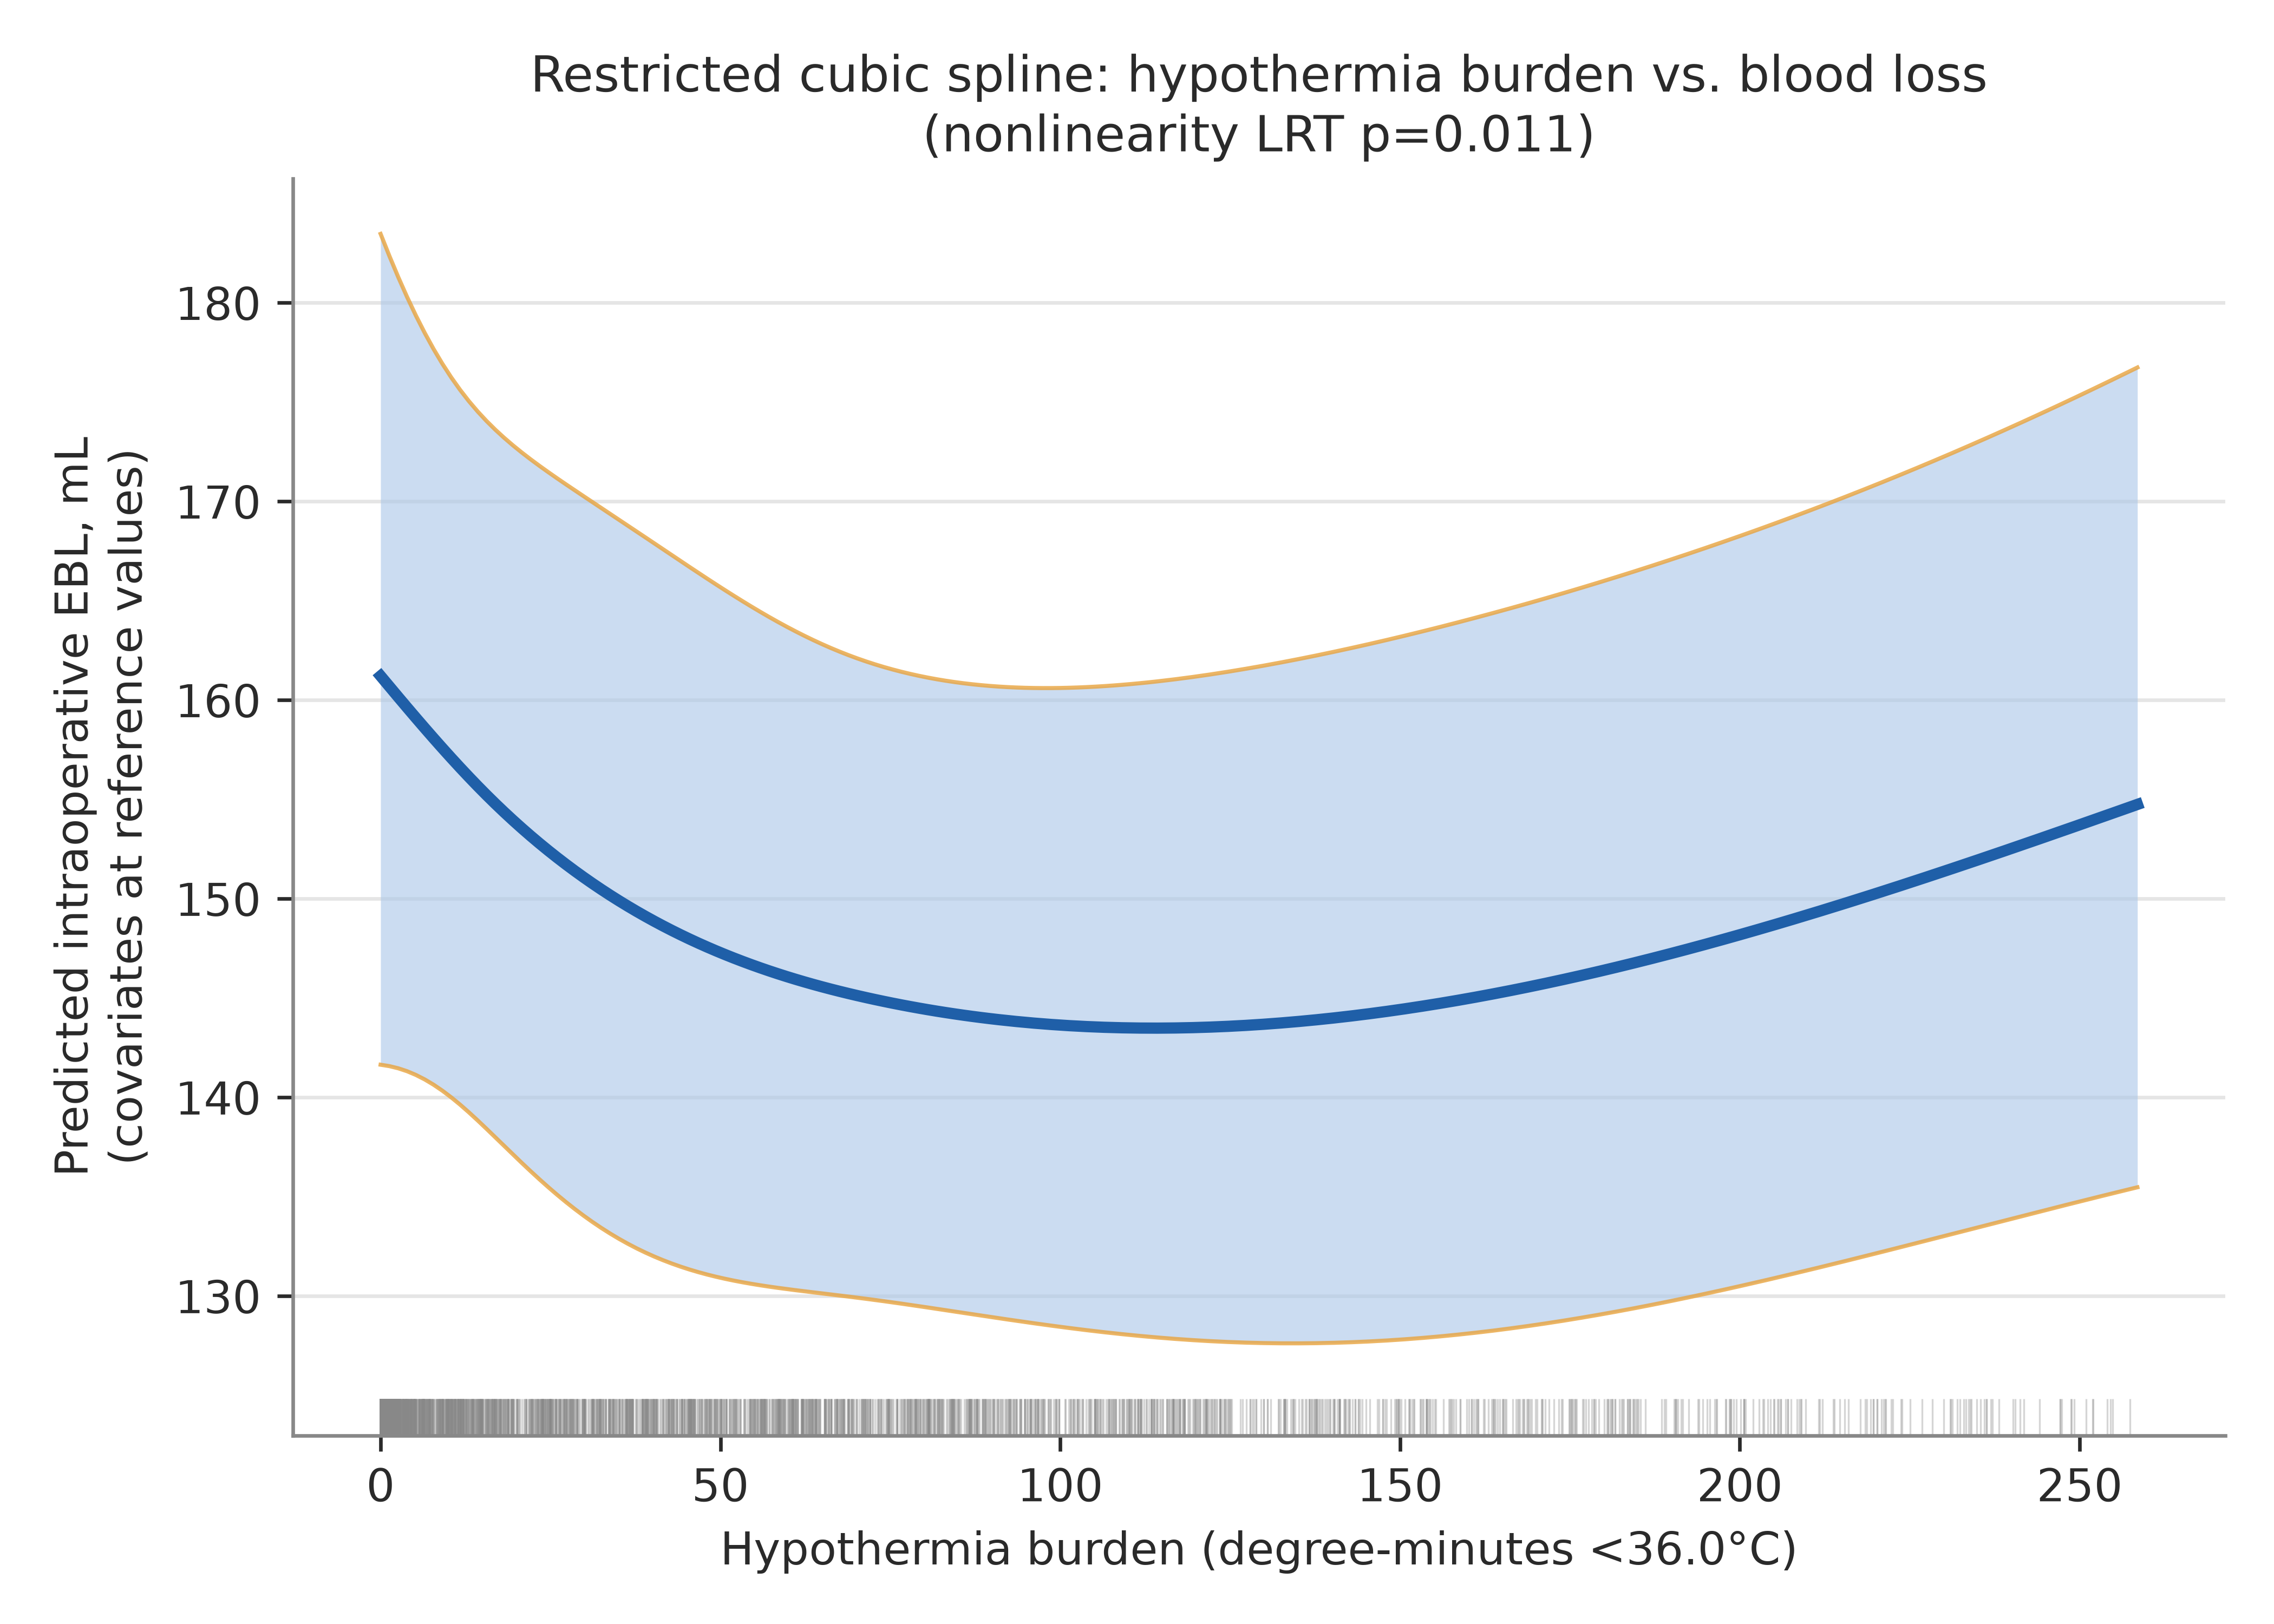 Restricted cubic spline: hypothermia burden vs. blood loss
(nonlinearity LRT p=0.011)
Predicted intraoperative EBL, mL
(covariates at reference values)
180
170
160
150
140
130
0
50
100
150
200
250
Hypothermia burden (degree-minutes <36.0°C)